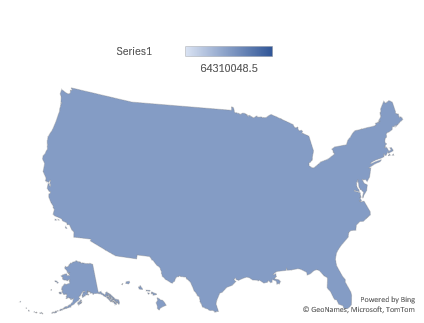 Series1
64310048.5
Powered by Bing
© GeoNames, Microsoft, TomTom